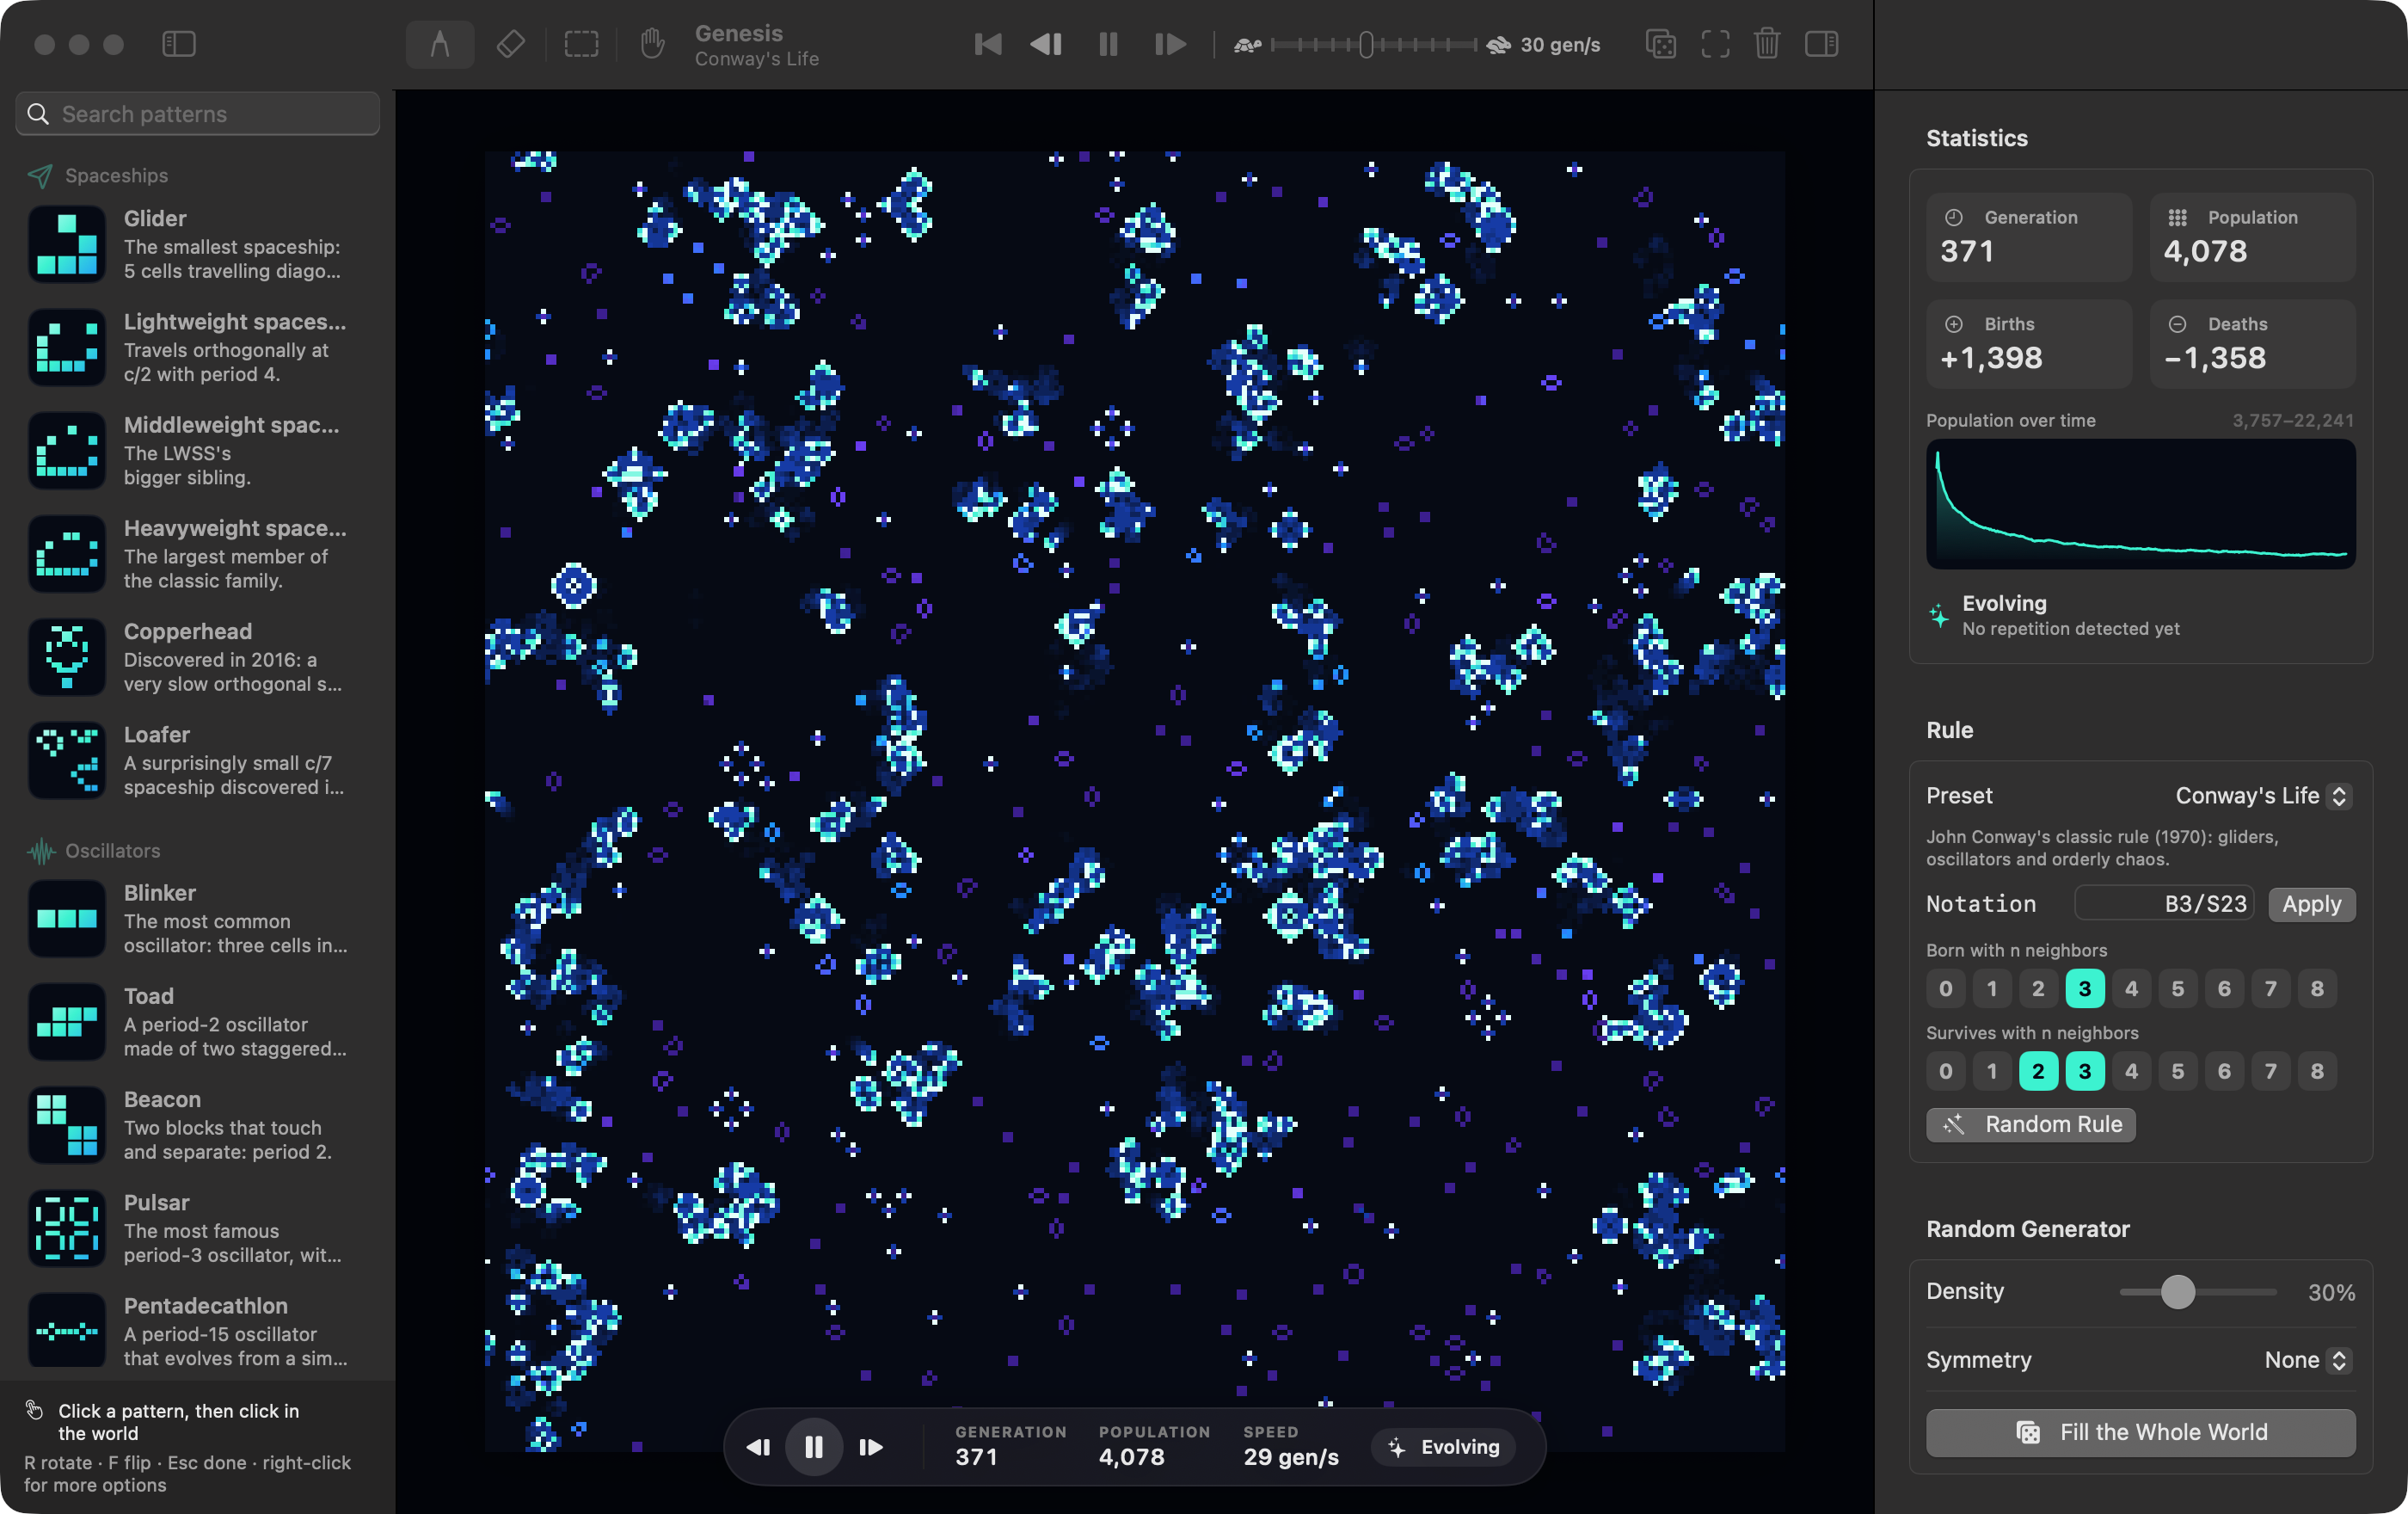 Genesis
Conway's Life
30 gen/s
Search patterns
Spaceships
Glider
The smallest spaceship:
5 cells travelling diago...
Lightweight spaces...
Travels orthogonally at
c/2 with period 4.
Middleweight spac...
The LWSS's
bigger sibling.
Heavyweight space...
The largest member of
the classic family.
Copperhead
Discovered in 2016: a
very slow orthogonal s...
Loafer
A surprisingly small c/7
spaceship discovered i...
Oscillators
Blinker
The most common
oscillator: three cells in...
Toad
A period-2 oscillator
made of two staggered...
Beacon
Two blocks that touch
and separate: period 2.
Pulsar
The most famous
period-3 oscillator, wit...
Pentadecathlon
A period-15 oscillator
that evolves from a sim...
Click a pattern, then click in
the world
R rotate · F flip · Esc done · right-click
for more options
GENERATION
371
POPULATION
4,078
SPEED
29 gen/s
Evolving
Statistics
Generation
371
Population
4,078
Births
+1,398
Deaths
−1,358
Population over time
3,757–22,241
Evolving
No repetition detected yet
Rule
Preset
Conway's Life
John Conway's classic rule (1970): gliders,
oscillators and orderly chaos.
Notation
B3/S23
Apply
Born with n neighbors
0 1 2 3 4 5 6 7 8
Survives with n neighbors
0 1 2 3 4 5 6 7 8
Random Rule
Random Generator
Density
30%
Symmetry
None
Fill the Whole World